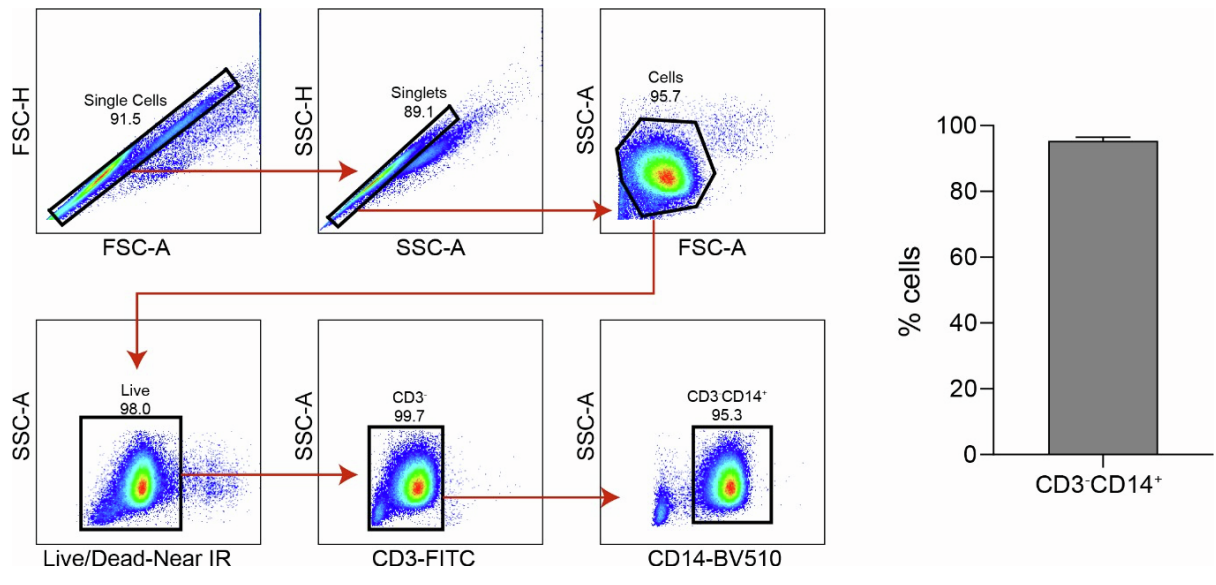 FSC-H
Single Cells
91.5
FSC-A
SSC-H
Singlets
89.1
SSC-A
SSC-A
Cells
95.7
FSC-A
SSC-A
Live
98.0
Live/Dead-Near IR
SSC-A
CD3⁻
99.7
CD3-FITC
SSC-A
CD3⁻CD14⁺
95.3
CD14-BV510
% cells
100
80
60
40
20
0
CD3⁻CD14⁺